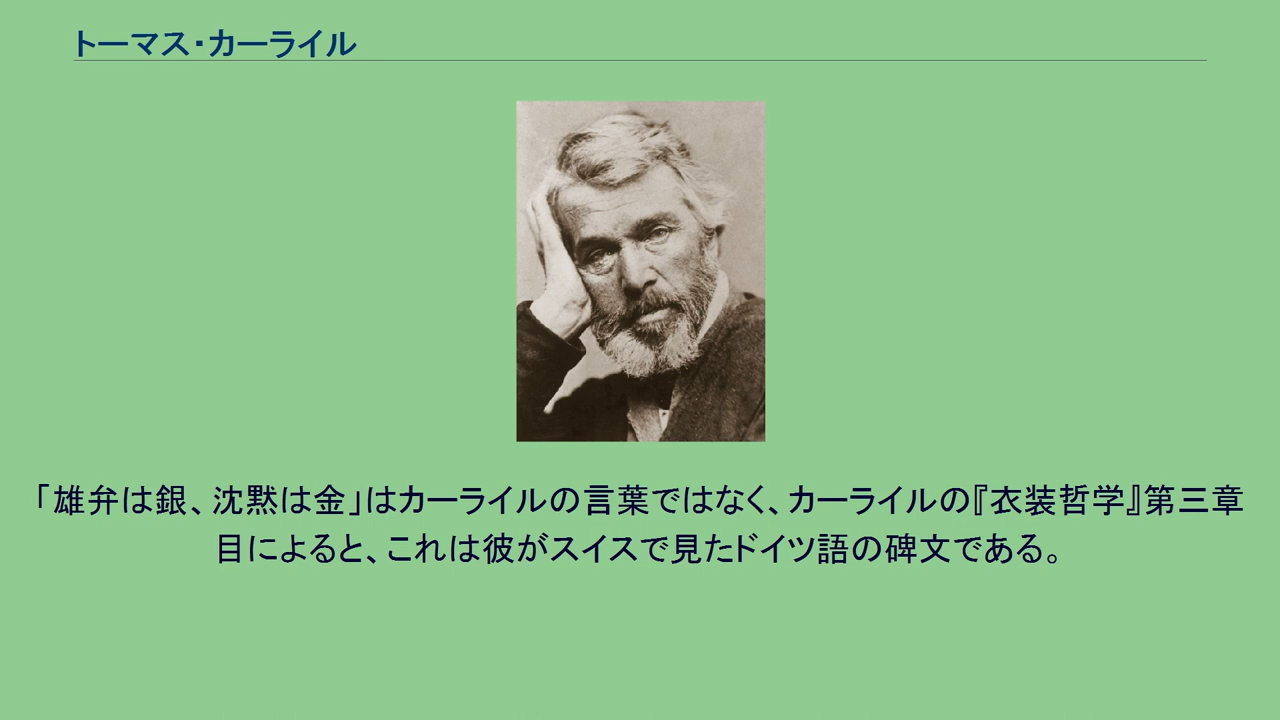 トーマス・カーライル
「雄弁は銀、沈黙は金」はカーライルの言葉ではなく、カーライルの『衣装哲学』第三章
目によると、これは彼がスイスで見たドイツ語の碑文である。